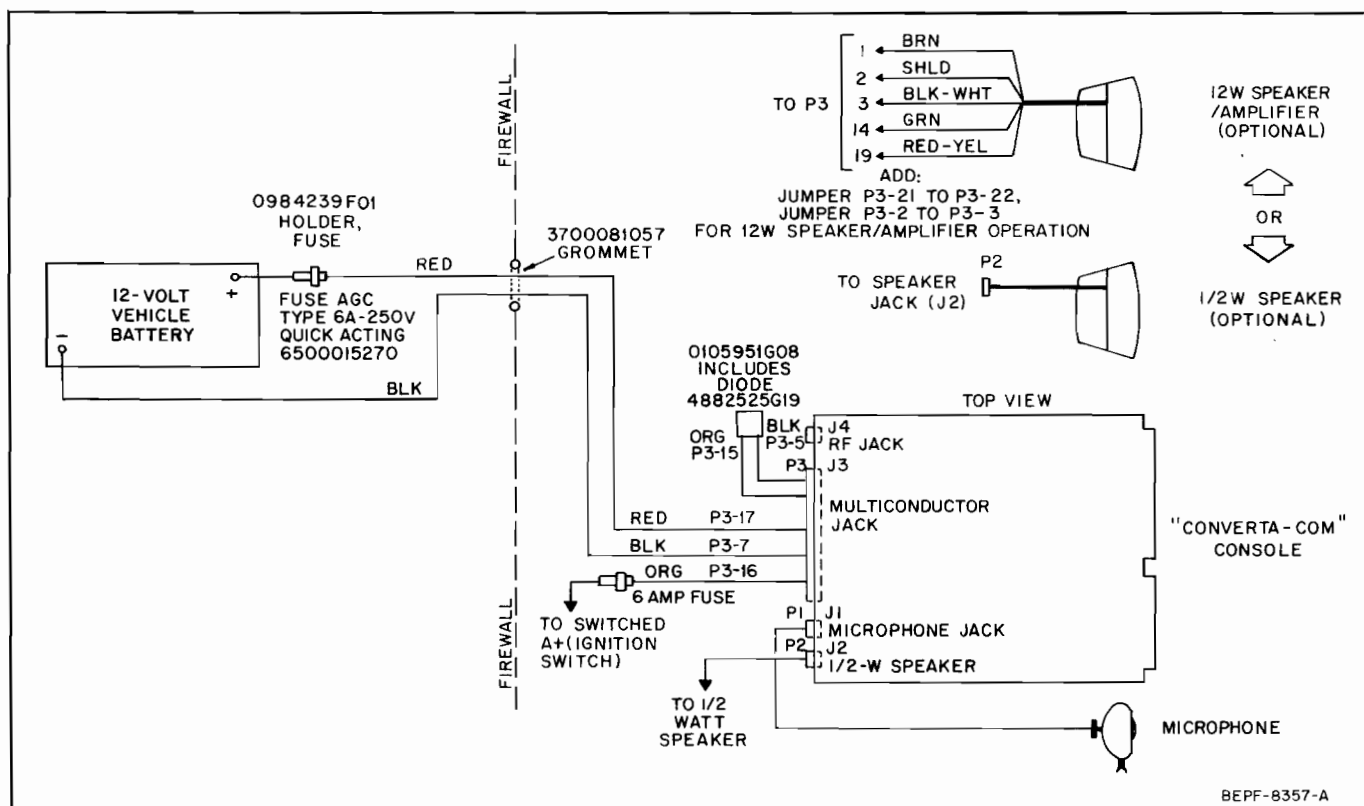 1 BRN
2 SHLD
TO P3
3 BLK-WHT
14 GRN
19 RED-YEL
ADD:
JUMPER P3-21 TO P3-22,
JUMPER P3-2 TO P3-3
FOR 12W SPEAKER/AMPLIFIER OPERATION
12W SPEAKER
/AMPLIFIER
(OPTIONAL)
OR
1/2W SPEAKER
(OPTIONAL)
P2
TO SPEAKER
JACK (J2)
FIREWALL
0984239F01
HOLDER,
FUSE
3700081057
GROMMET
RED
12-VOLT
VEHICLE
BATTERY
+
-
FUSE AGC
TYPE 6A-250V
QUICK ACTING
6500015270
BLK
0105951G08
INCLUDES
DIODE
4882525G19
TOP VIEW
ORG
P3-15
BLK
P3-5
J4
RF JACK
P3
J3
MULTICONDUCTOR
JACK
RED P3-17
BLK P3-7
ORG P3-16
6 AMP FUSE
"CONVERTA-COM"
CONSOLE
TO SWITCHED
A+(IGNITION
SWITCH)
FIREWALL
P1 J1
MICROPHONE JACK
P2 J2
1/2-W SPEAKER
TO 1/2
WATT
SPEAKER
MICROPHONE
BEPF-8357-A